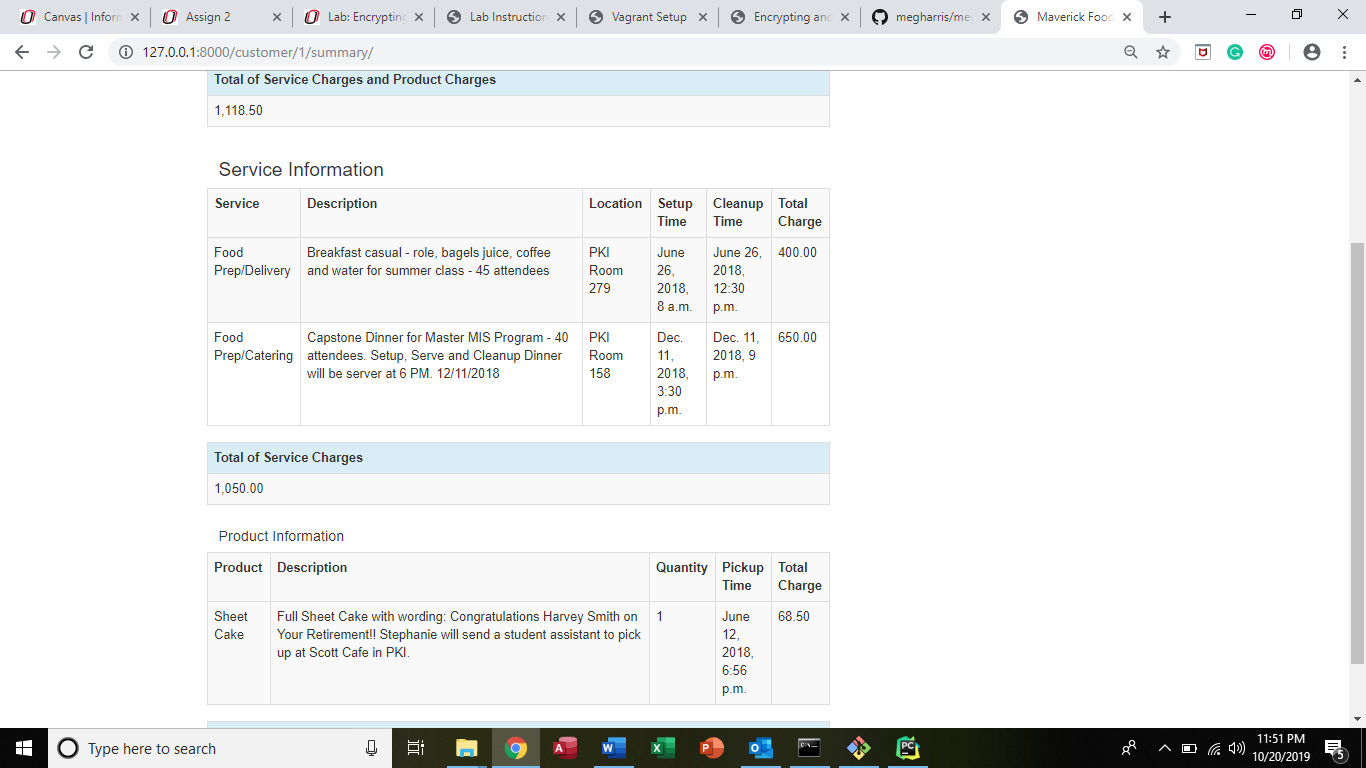 Canvas | Inform
Assign 2
Lab: Encrypting
Lab Instruction
Vagrant Setup
Encrypting and
megharris/me
Maverick Food
127.0.0.1:8000/customer/1/summary/
Total of Service Charges and Product Charges
1,118.50
Service Information
Service Description Location Setup Cleanup Total
Time Time Charge
Food Breakfast casual - role, bagels juice, coffee PKI June June 26, 400.00
Prep/Delivery and water for summer class - 45 attendees Room 26, 2018,
279 2018, 12:30
8 a.m. p.m.
Food Capstone Dinner for Master MIS Program - 40 PKI Dec. Dec. 11, 650.00
Prep/Catering attendees. Setup, Serve and Cleanup Dinner Room 11, 2018, 9
will be server at 6 PM. 12/11/2018 158 2018, p.m.
3:30
p.m.
Total of Service Charges
1,050.00
Product Information
Product Description Quantity Pickup Total
Time Charge
Sheet Full Sheet Cake with wording: Congratulations Harvey Smith on 1 June 68.50
Cake Your Retirement!! Stephanie will send a student assistant to pick 12,
up at Scott Cafe in PKI. 2018,
6:56
p.m.
Type here to search
11:51 PM
10/20/2019
5